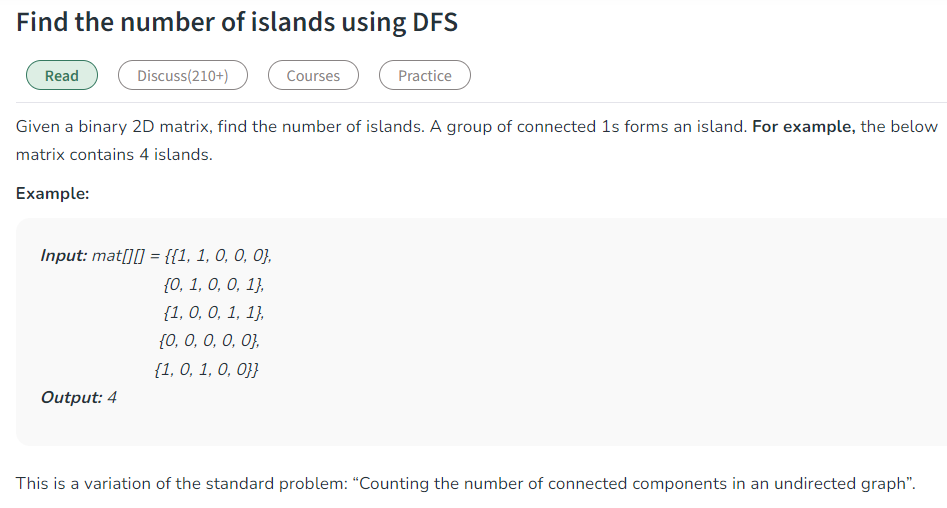 Find the number of islands using DFS
Read Discuss(210+) Courses Practice
Given a binary 2D matrix, find the number of islands. A group of connected 1s forms an island. For example, the below
matrix contains 4 islands.
Example:
Input: mat[][] = {{1, 1, 0, 0, 0},
{0, 1, 0, 0, 1},
{1, 0, 0, 1, 1},
{0, 0, 0, 0, 0},
{1, 0, 1, 0, 0}}
Output: 4
This is a variation of the standard problem: “Counting the number of connected components in an undirected graph”.